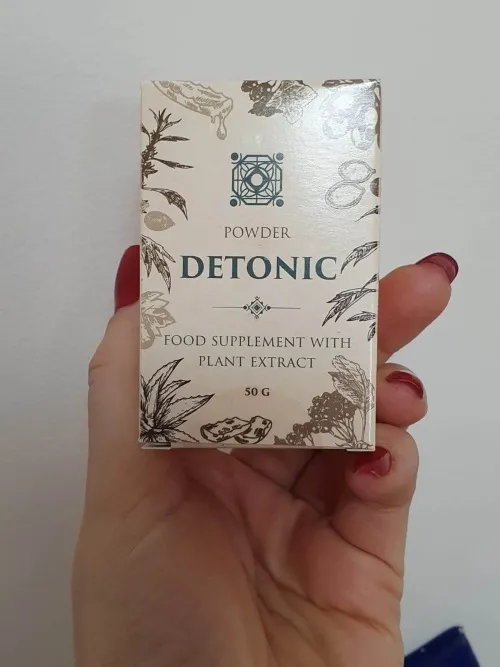 POWDER
DETONIC
FOOD SUPPLEMENT WITH
PLANT EXTRACT
50 G